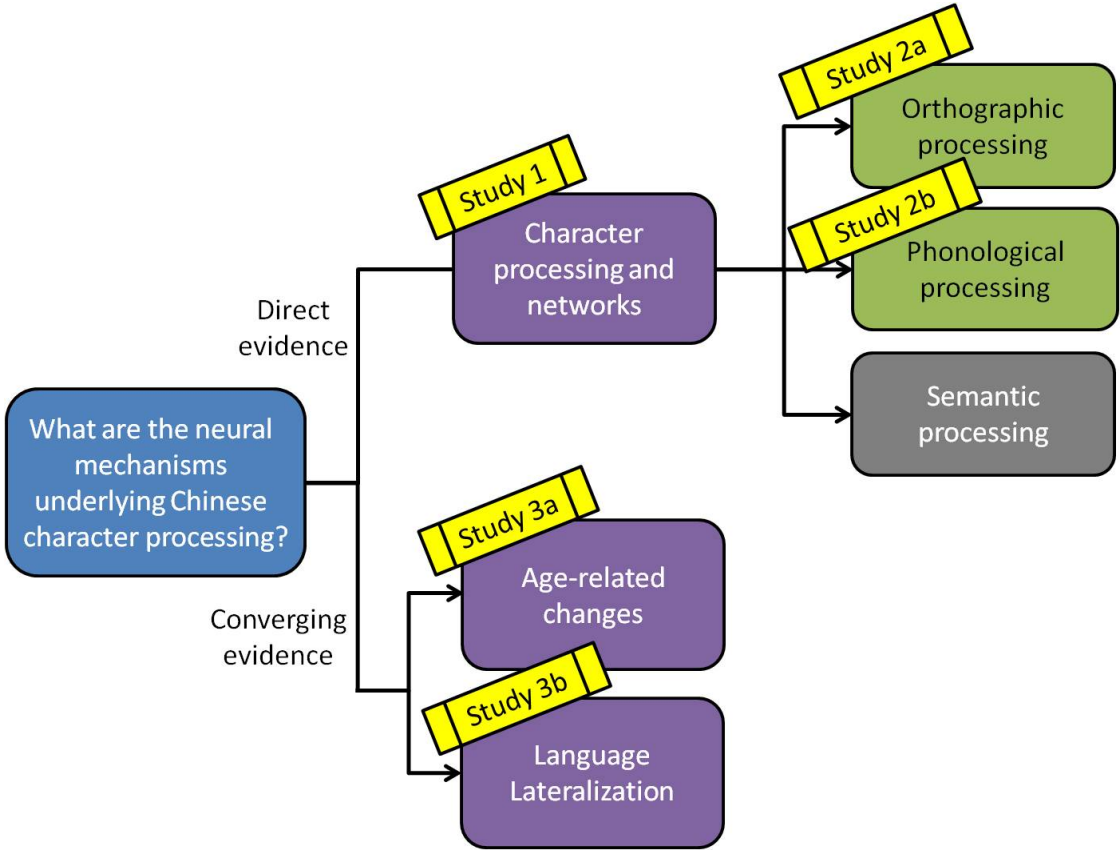 What are the neural
mechanisms
underlying Chinese
character processing?
Direct
evidence
Study 1
Character
processing and
networks
Study 2a
Orthographic
processing
Study 2b
Phonological
processing
Semantic
processing
Converging
evidence
Study 3a
Age-related
changes
Study 3b
Language
Lateralization